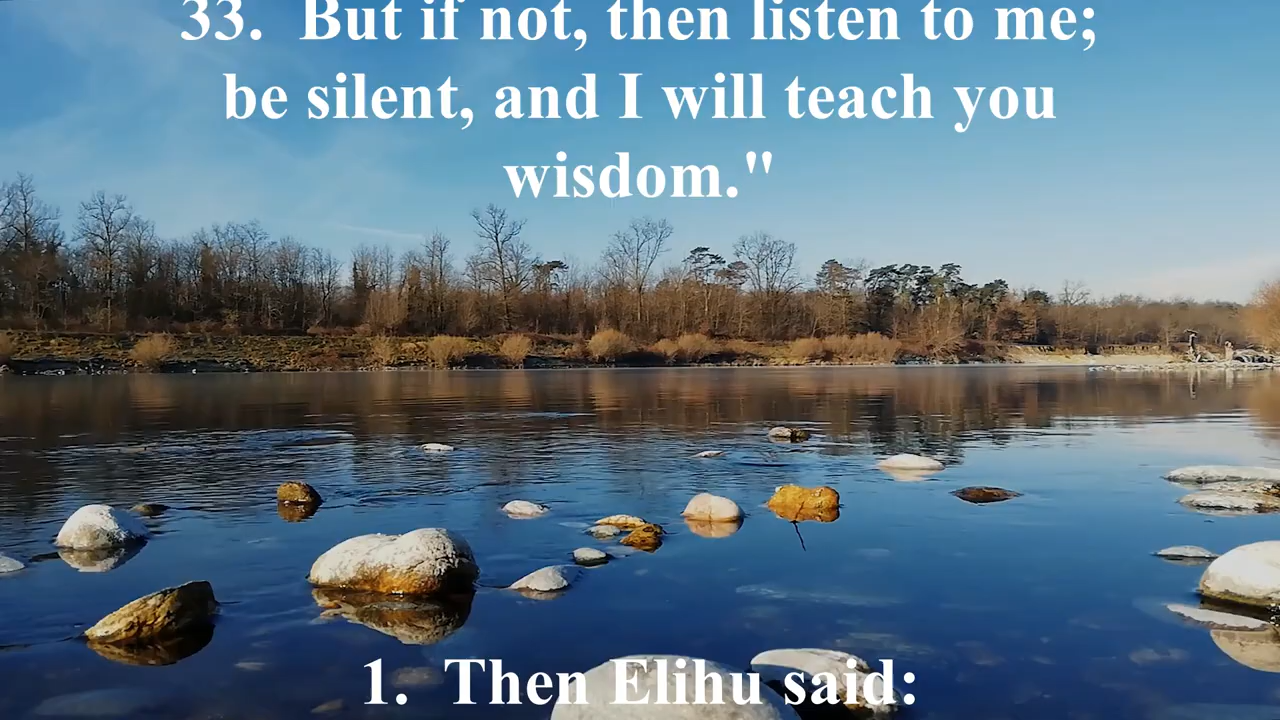 33.  But if not, then listen to me;
be silent, and I will teach you
wisdom."
1.  Then Elihu said: